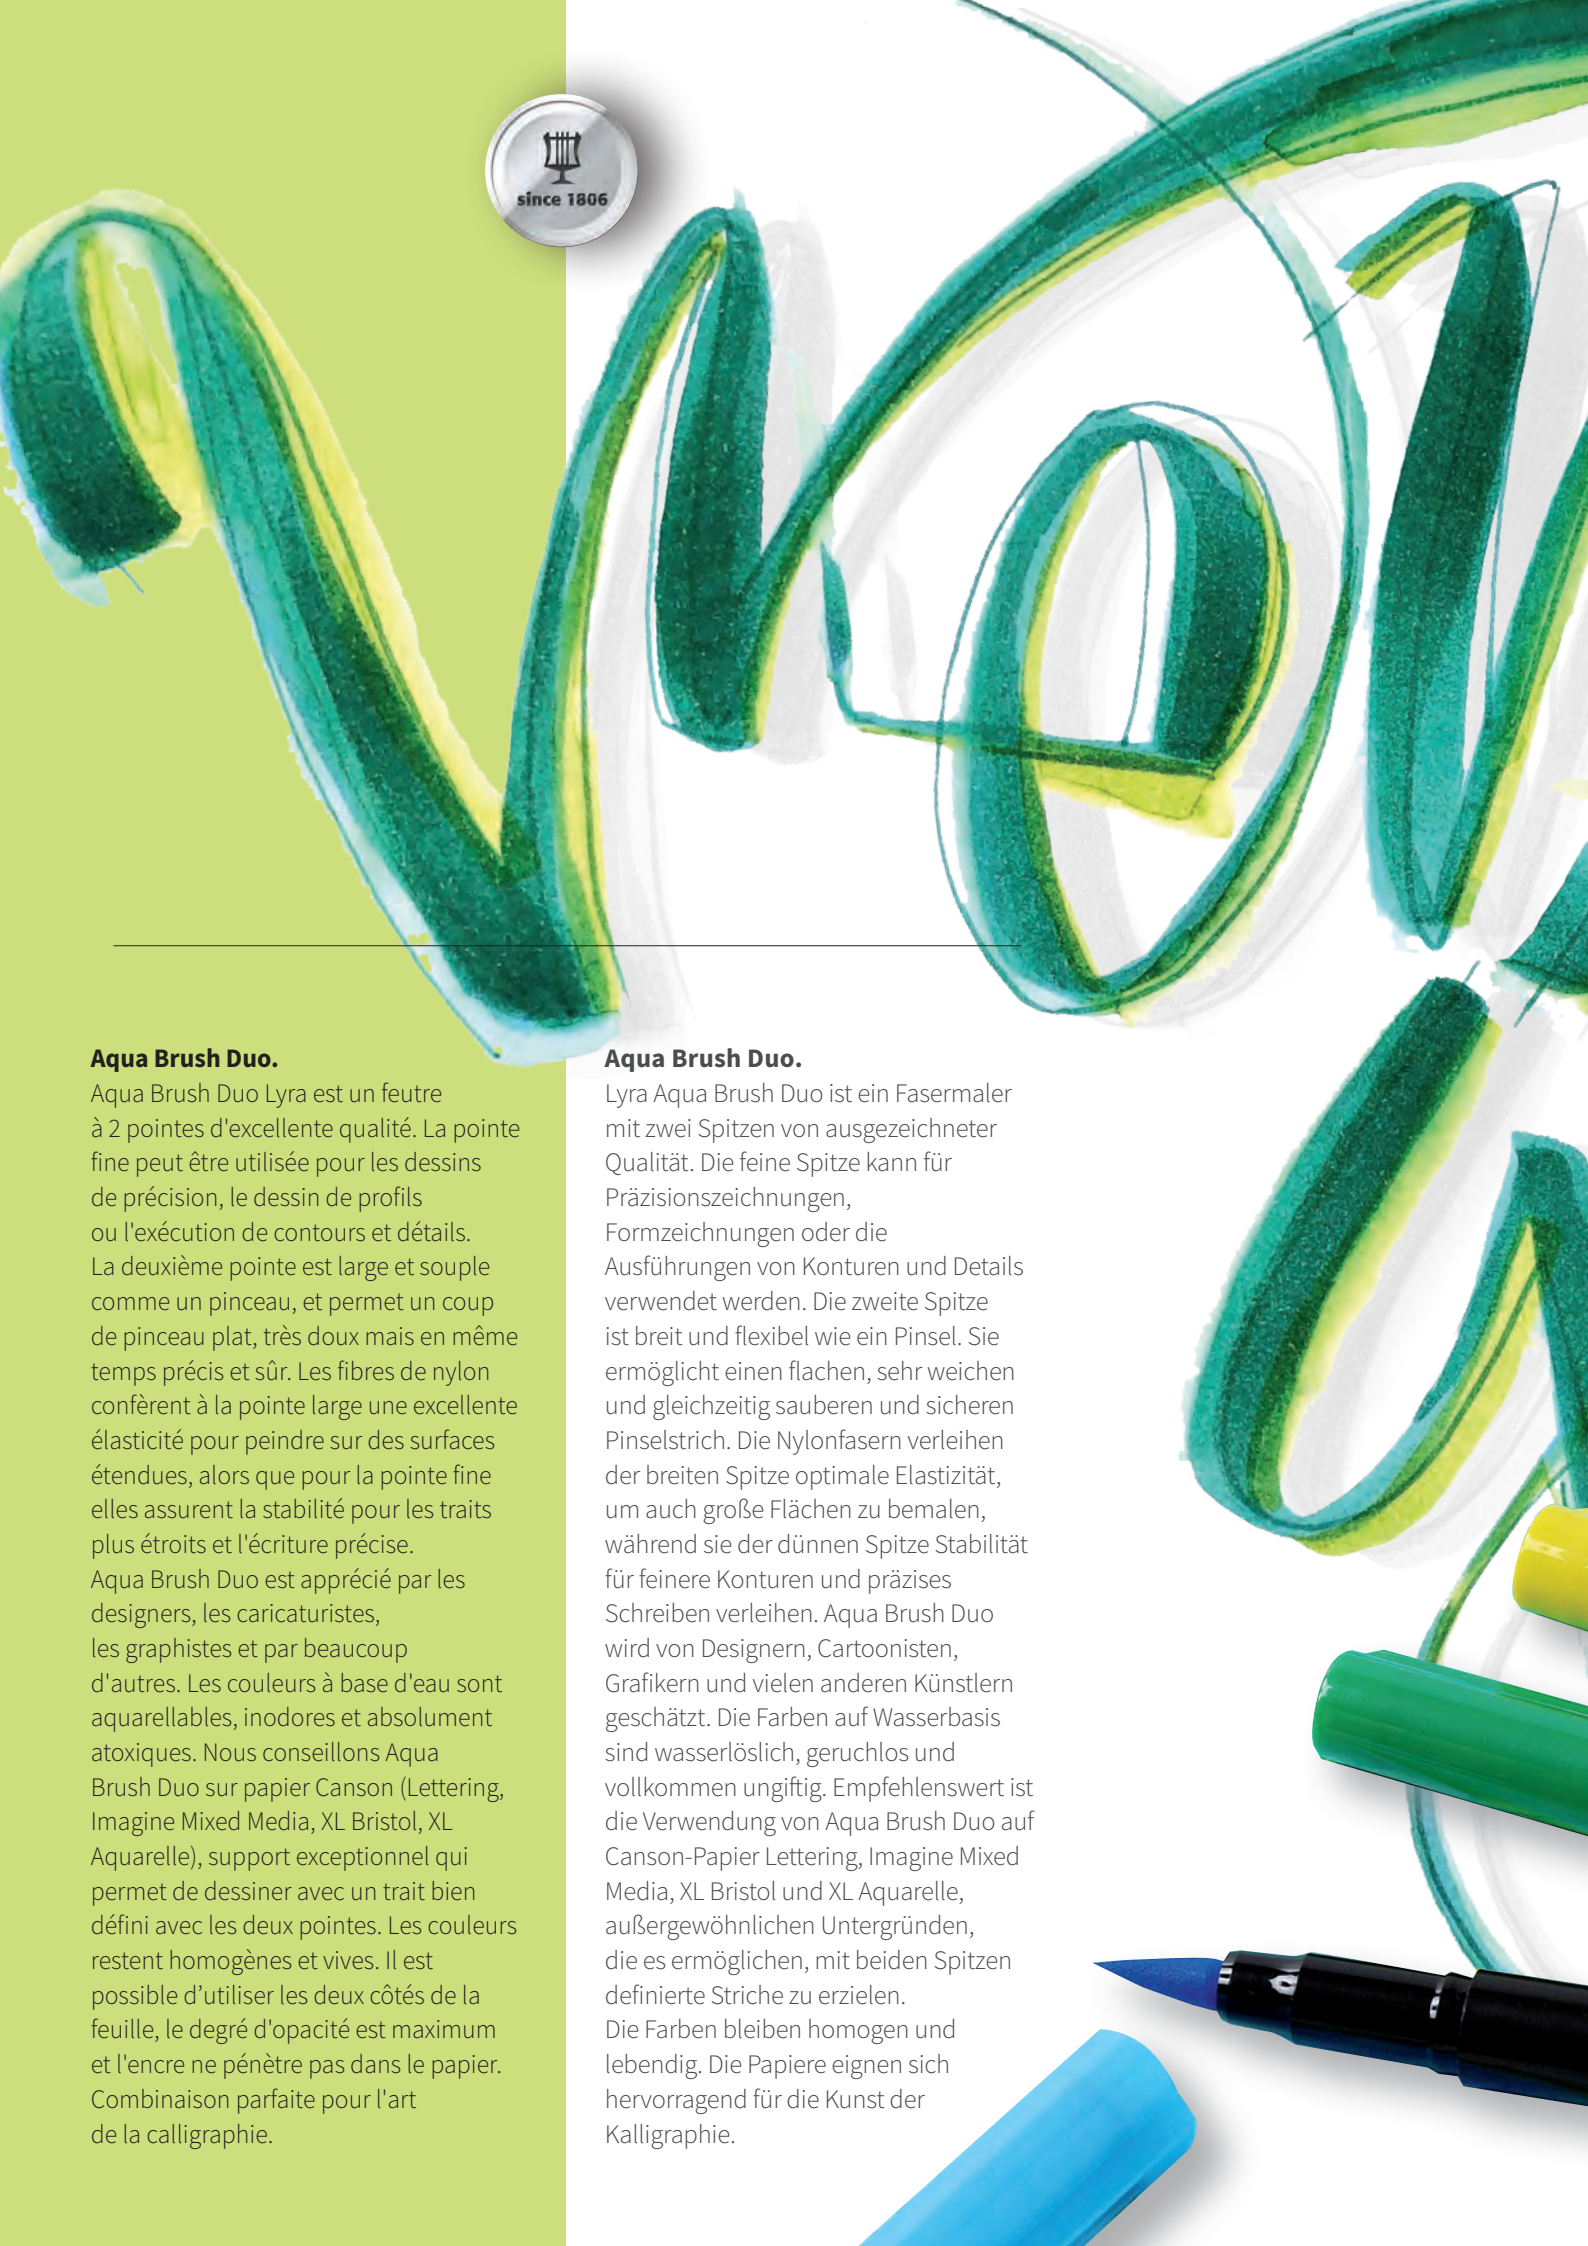 since 1806
Aqua Brush Duo.
Aqua Brush Duo Lyra est un feutre
à 2 pointes d'excellente qualité. La pointe
fine peut être utilisée pour les dessins
de précision, le dessin de profils
ou l'exécution de contours et détails.
La deuxième pointe est large et souple
comme un pinceau, et permet un coup
de pinceau plat, très doux mais en même
temps précis et sûr. Les fibres de nylon
confèrent à la pointe large une excellente
élasticité pour peindre sur des surfaces
étendues, alors que pour la pointe fine
elles assurent la stabilité pour les traits
plus étroits et l'écriture précise.
Aqua Brush Duo est apprécié par les
designers, les caricaturistes,
les graphistes et par beaucoup
d'autres. Les couleurs à base d'eau sont
aquarellables, inodores et absolument
atoxiques. Nous conseillons Aqua
Brush Duo sur papier Canson (Lettering,
Imagine Mixed Media, XL Bristol, XL
Aquarelle), support exceptionnel qui
permet de dessiner avec un trait bien
défini avec les deux pointes. Les couleurs
restent homogènes et vives. Il est
possible d’utiliser les deux côtés de la
feuille, le degré d'opacité est maximum
et l'encre ne pénètre pas dans le papier.
Combinaison parfaite pour l'art
de la calligraphie.
Aqua Brush Duo.
Lyra Aqua Brush Duo ist ein Fasermaler
mit zwei Spitzen von ausgezeichneter
Qualität. Die feine Spitze kann für
Präzisionszeichnungen,
Formzeichnungen oder die
Ausführungen von Konturen und Details
verwendet werden. Die zweite Spitze
ist breit und flexibel wie ein Pinsel. Sie
ermöglicht einen flachen, sehr weichen
und gleichzeitig sauberen und sicheren
Pinselstrich. Die Nylonfasern verleihen
der breiten Spitze optimale Elastizität,
um auch große Flächen zu bemalen,
während sie der dünnen Spitze Stabilität
für feinere Konturen und präzises
Schreiben verleihen. Aqua Brush Duo
wird von Designern, Cartoonisten,
Grafikern und vielen anderen Künstlern
geschätzt. Die Farben auf Wasserbasis
sind wasserlöslich, geruchlos und
vollkommen ungiftig. Empfehlenswert ist
die Verwendung von Aqua Brush Duo auf
Canson-Papier Lettering, Imagine Mixed
Media, XL Bristol und XL Aquarelle,
außergewöhnlichen Untergründen,
die es ermöglichen, mit beiden Spitzen
definierte Striche zu erzielen.
Die Farben bleiben homogen und
lebendig. Die Papiere eignen sich
hervorragend für die Kunst der
Kalligraphie.